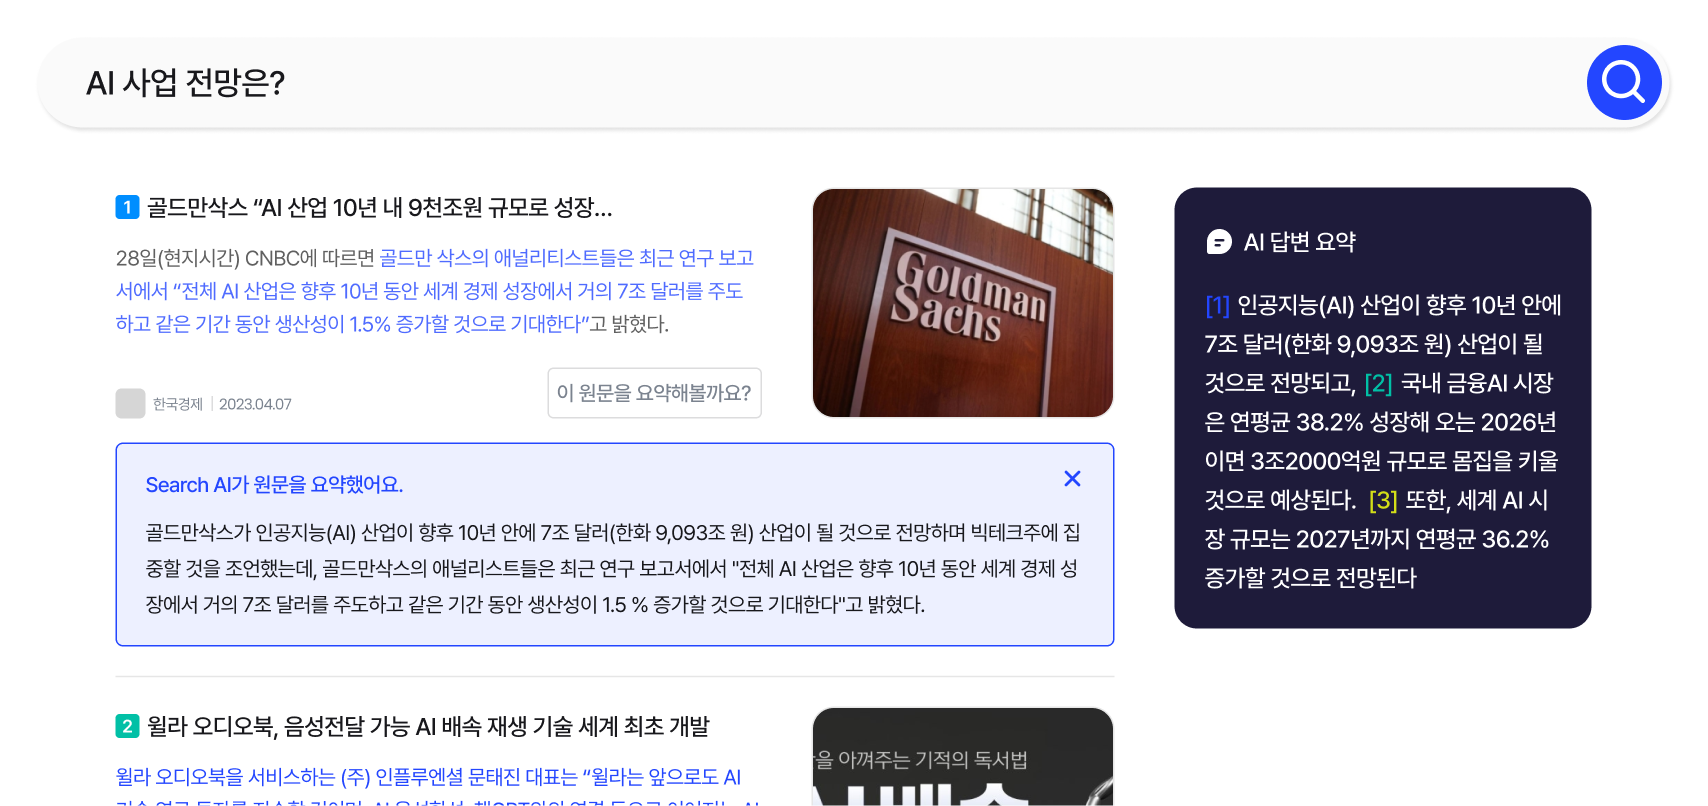 AI 사업 전망은?
1 골드만삭스 “AI 산업 10년 내 9천조원 규모로 성장...
28일(현지시간) CNBC에 따르면 골드만 삭스의 애널리티스트들은 최근 연구 보고
서에서 “전체 AI 산업은 향후 10년 동안 세계 경제 성장에서 거의 7조 달러를 주도
하고 같은 기간 동안 생산성이 1.5% 증가할 것으로 기대한다”고 밝혔다.
한국경제 | 2023.04.07
이 원문을 요약해볼까요?
Goldman
Sachs
Search AI가 원문을 요약했어요.
골드만삭스가 인공지능(AI) 산업이 향후 10년 안에 7조 달러(한화 9,093조 원) 산업이 될 것으로 전망하며 빅테크주에 집
중할 것을 조언했는데, 골드만삭스의 애널리스트들은 최근 연구 보고서에서 "전체 AI 산업은 향후 10년 동안 세계 경제 성
장에서 거의 7조 달러를 주도하고 같은 기간 동안 생산성이 1.5 % 증가할 것으로 기대한다"고 밝혔다.
2 윌라 오디오북, 음성전달 가능 AI 배속 재생 기술 세계 최초 개발
윌라 오디오북을 서비스하는 (주) 인플루엔셜 문태진 대표는 “윌라는 앞으로도 AI
을 아껴주는 기적의 독서법
AI 답변 요약
[1] 인공지능(AI) 산업이 향후 10년 안에
7조 달러(한화 9,093조 원) 산업이 될
것으로 전망되고, [2] 국내 금융AI 시장
은 연평균 38.2% 성장해 오는 2026년
이면 3조2000억원 규모로 몸집을 키울
것으로 예상된다. [3] 또한, 세계 AI 시
장 규모는 2027년까지 연평균 36.2%
증가할 것으로 전망된다